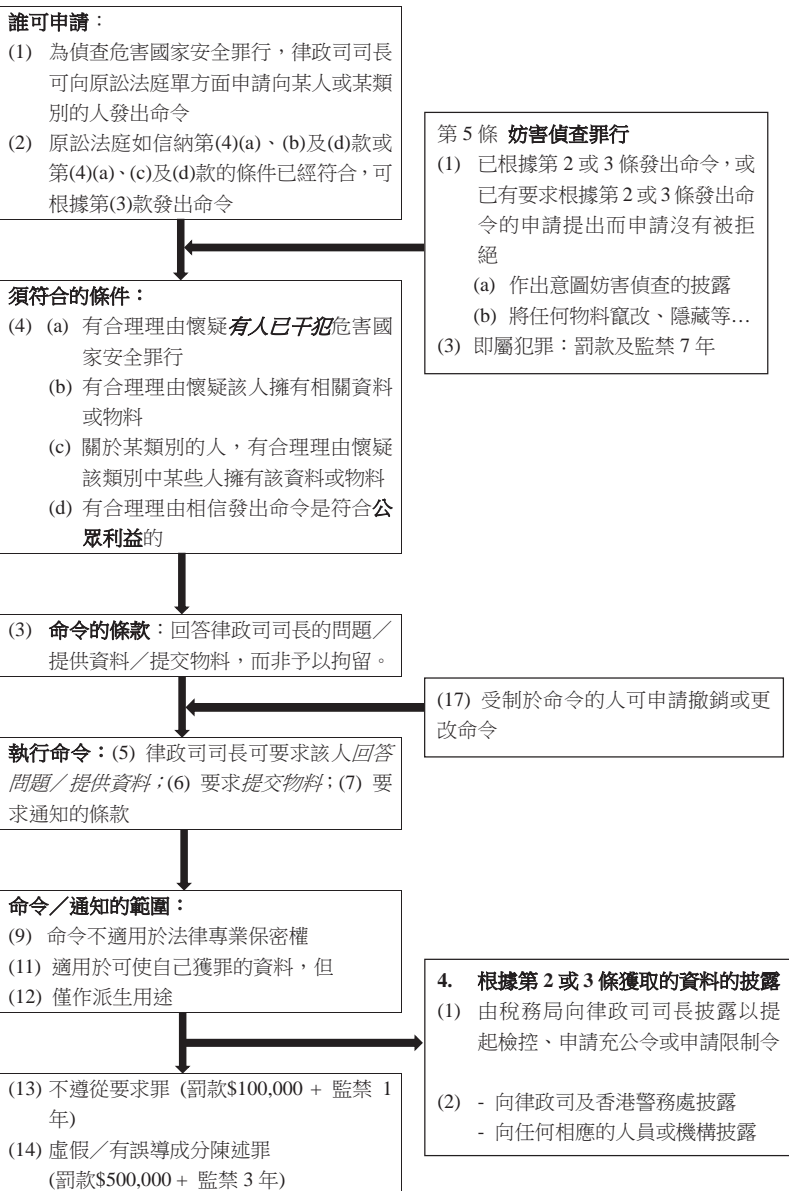 誰可申請：
(1) 為偵查危害國家安全罪行，律政司司長
可向原訟法庭單方面申請向某人或某類
別的人發出命令
(2) 原訟法庭如信納第(4)(a)、(b)及(d)款或
第(4)(a)、(c)及(d)款的條件已經符合，可
根據第(3)款發出命令
第 5 條 妨害偵查罪行
(1) 已根據第 2 或 3 條發出命令，或
已有要求根據第 2 或 3 條發出命
令的申請提出而申請沒有被拒
絕
(a) 作出意圖妨害偵查的披露
(b) 將任何物料竄改、隱藏等…
(3) 即屬犯罪：罰款及監禁 7 年
須符合的條件：
(4) (a) 有合理理由懷疑有人已干犯危害國
家安全罪行
(b) 有合理理由懷疑該人擁有相關資料
或物料
(c) 關於某類別的人，有合理理由懷疑
該類別中某些人擁有該資料或物料
(d) 有合理理由相信發出命令是符合公
眾利益的
(3) 命令的條款：回答律政司司長的問題／
提供資料／提交物料，而非予以拘留。
(17) 受制於命令的人可申請撤銷或更
改命令
執行命令：(5) 律政司司長可要求該人回答
問題／提供資料；(6) 要求提交物料；(7) 要
求通知的條款
命令／通知的範圍：
(9) 命令不適用於法律專業保密權
(11) 適用於可使自己獲罪的資料，但
(12) 僅作派生用途
4. 根據第 2 或 3 條獲取的資料的披露
(1) 由稅務局向律政司司長披露以提
起檢控、申請充公令或申請限制令
(2) - 向律政司及香港警務處披露
- 向任何相應的人員或機構披露
(13) 不遵從要求罪 (罰款$100,000 + 監禁 1
年)
(14) 虛假／有誤導成分陳述罪
(罰款$500,000 + 監禁 3 年)